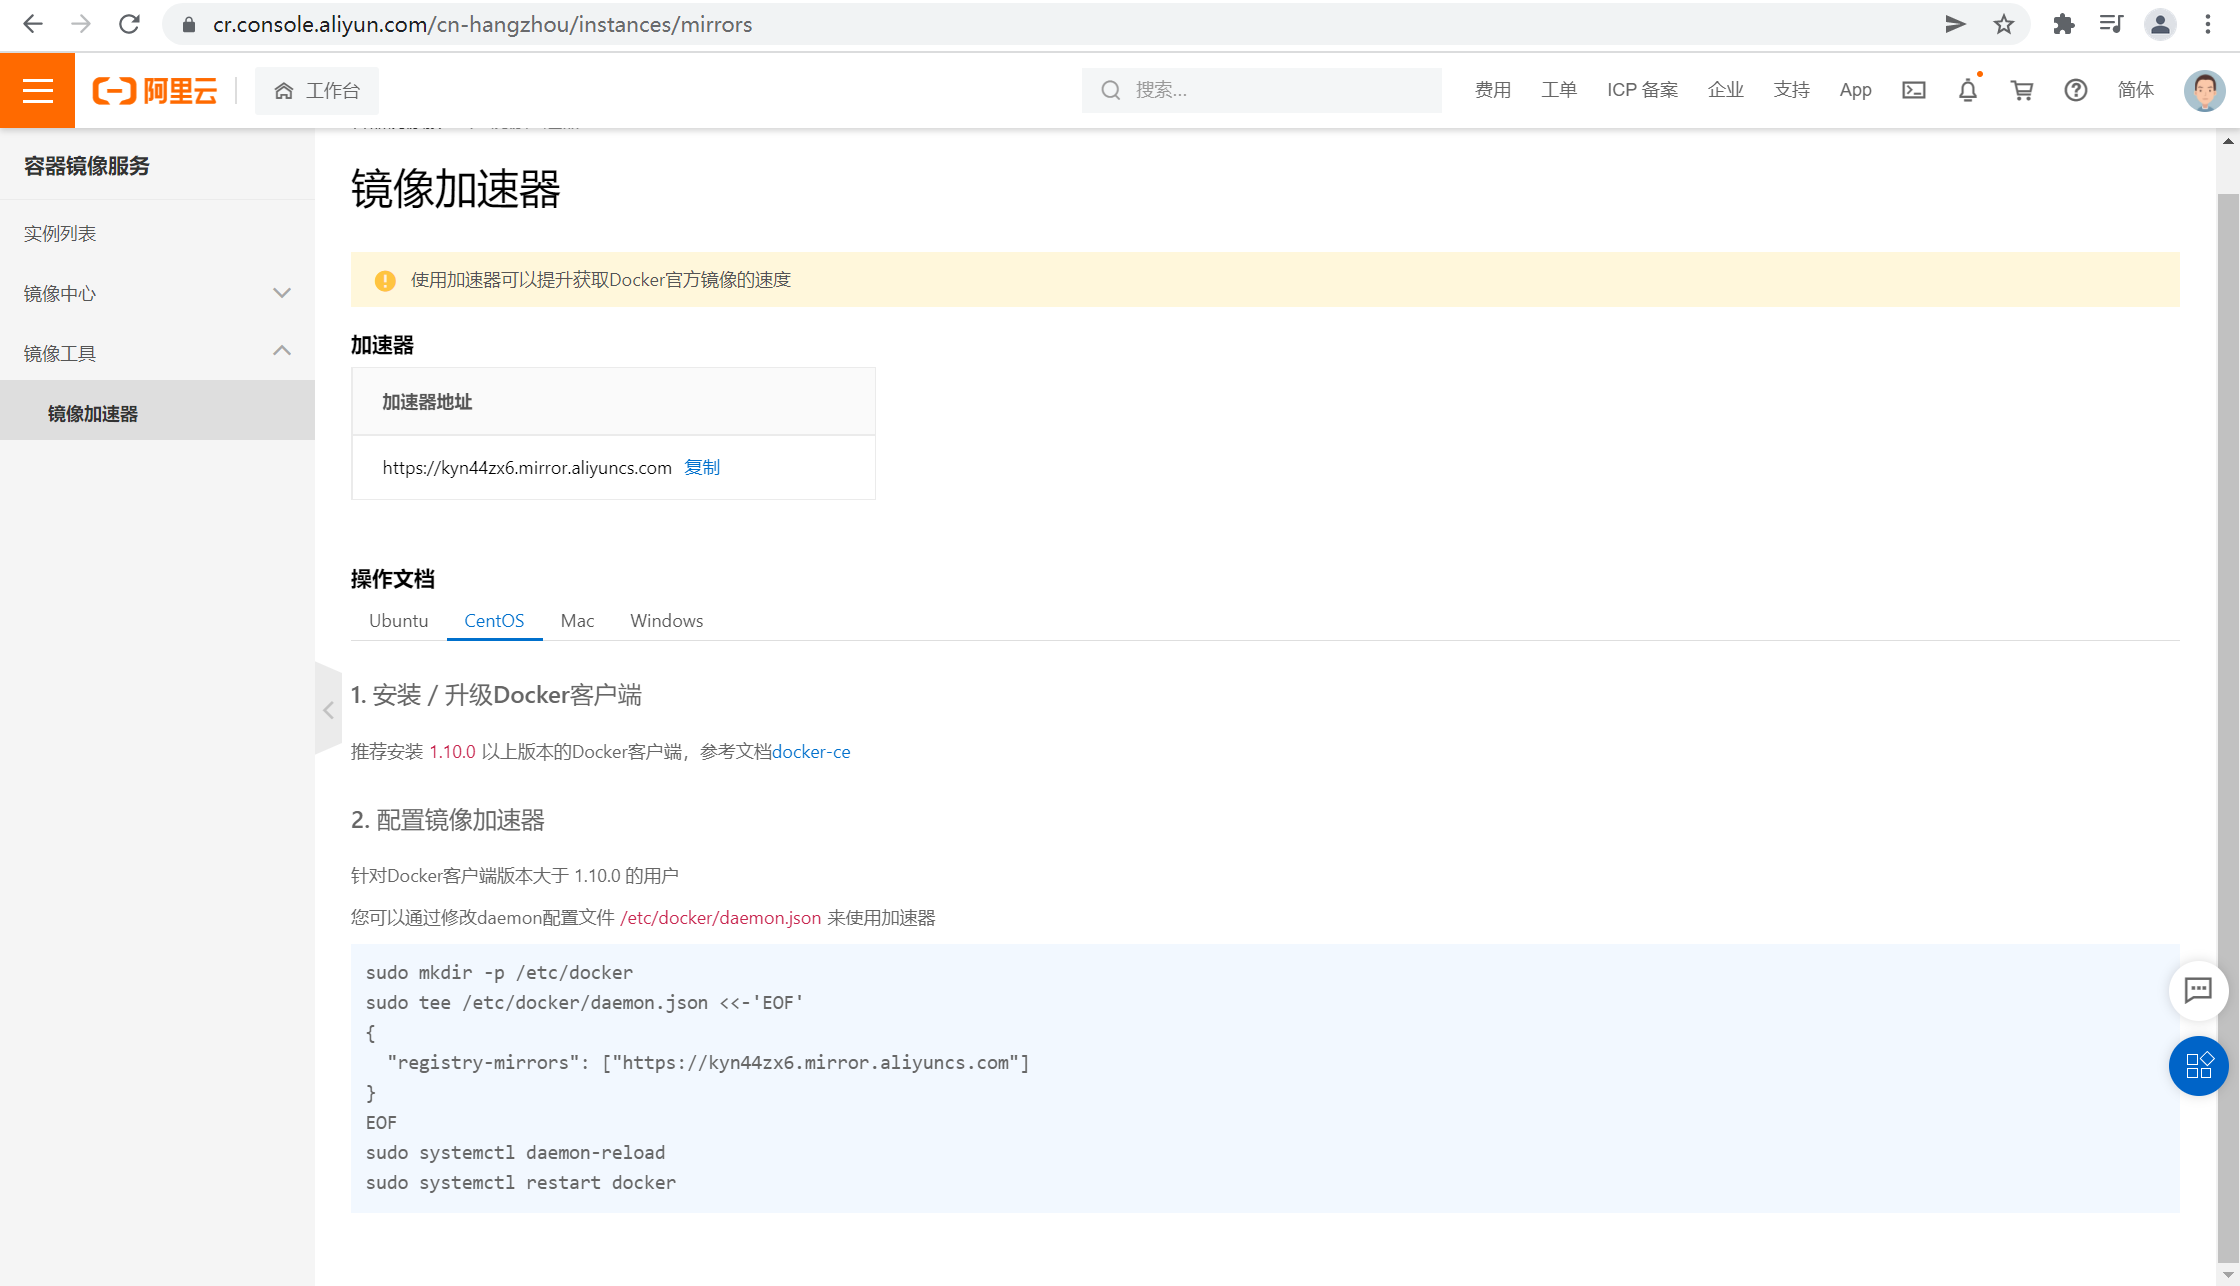 cr.console.aliyun.com/cn-hangzhou/instances/mirrors
阿里云
工作台
搜索...
费用
工单
ICP 备案
企业
支持
App
简体
容器镜像服务
实例列表
镜像中心
镜像工具
镜像加速器
镜像加速器
使用加速器可以提升获取Docker官方镜像的速度
加速器
加速器地址
https://kyn44zx6.mirror.aliyuncs.com 复制
操作文档
Ubuntu CentOS Mac Windows
1. 安装 / 升级Docker客户端
推荐安装 1.10.0 以上版本的Docker客户端，参考文档docker-ce
2. 配置镜像加速器
针对Docker客户端版本大于 1.10.0 的用户
您可以通过修改daemon配置文件 /etc/docker/daemon.json 来使用加速器
sudo mkdir -p /etc/docker
sudo tee /etc/docker/daemon.json <<-'EOF'
{
  "registry-mirrors": ["https://kyn44zx6.mirror.aliyuncs.com"]
}
EOF
sudo systemctl daemon-reload
sudo systemctl restart docker